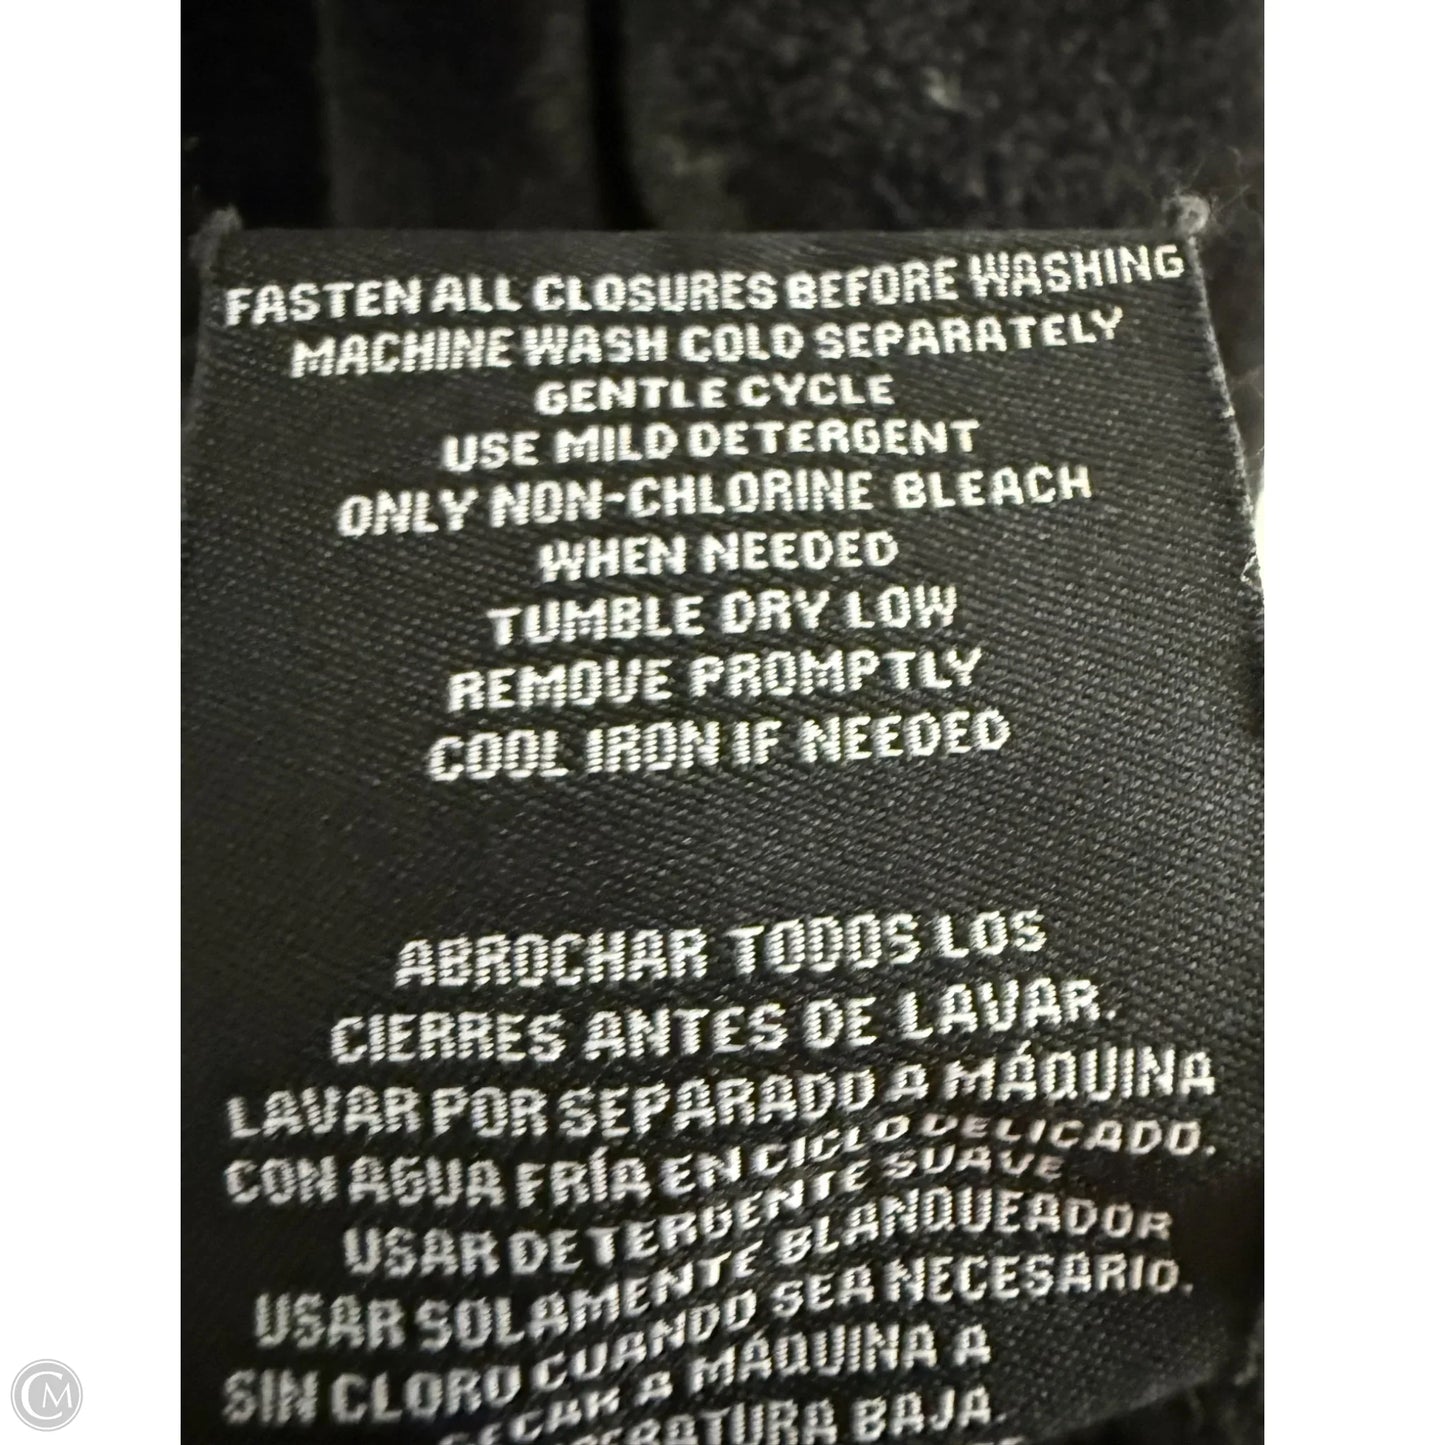 FASTEN ALL CLOSURES BEFORE WASHING
MACHINE WASH COLD SEPARATELY
GENTLE CYCLE
USE MILD DETERGENT
ONLY NON-CHLORINE BLEACH
WHEN NEEDED
TUMBLE DRY LOW
REMOVE PROMPTLY
COOL IRON IF NEEDED
ABROCHAR TODOS LOS
CIERRES ANTES DE LAVAR.
LAVAR POR SEPARADO A MÁQUINA
CON AGUA FRÍA EN CICLO DELICADO.
USAR DETERGENTE SUAVE
USAR SOLAMENTE BLANQUEADOR
SIN CLORO CUANDO SEA NECESARIO.
A MÁQUINA A
BAJA.
CM